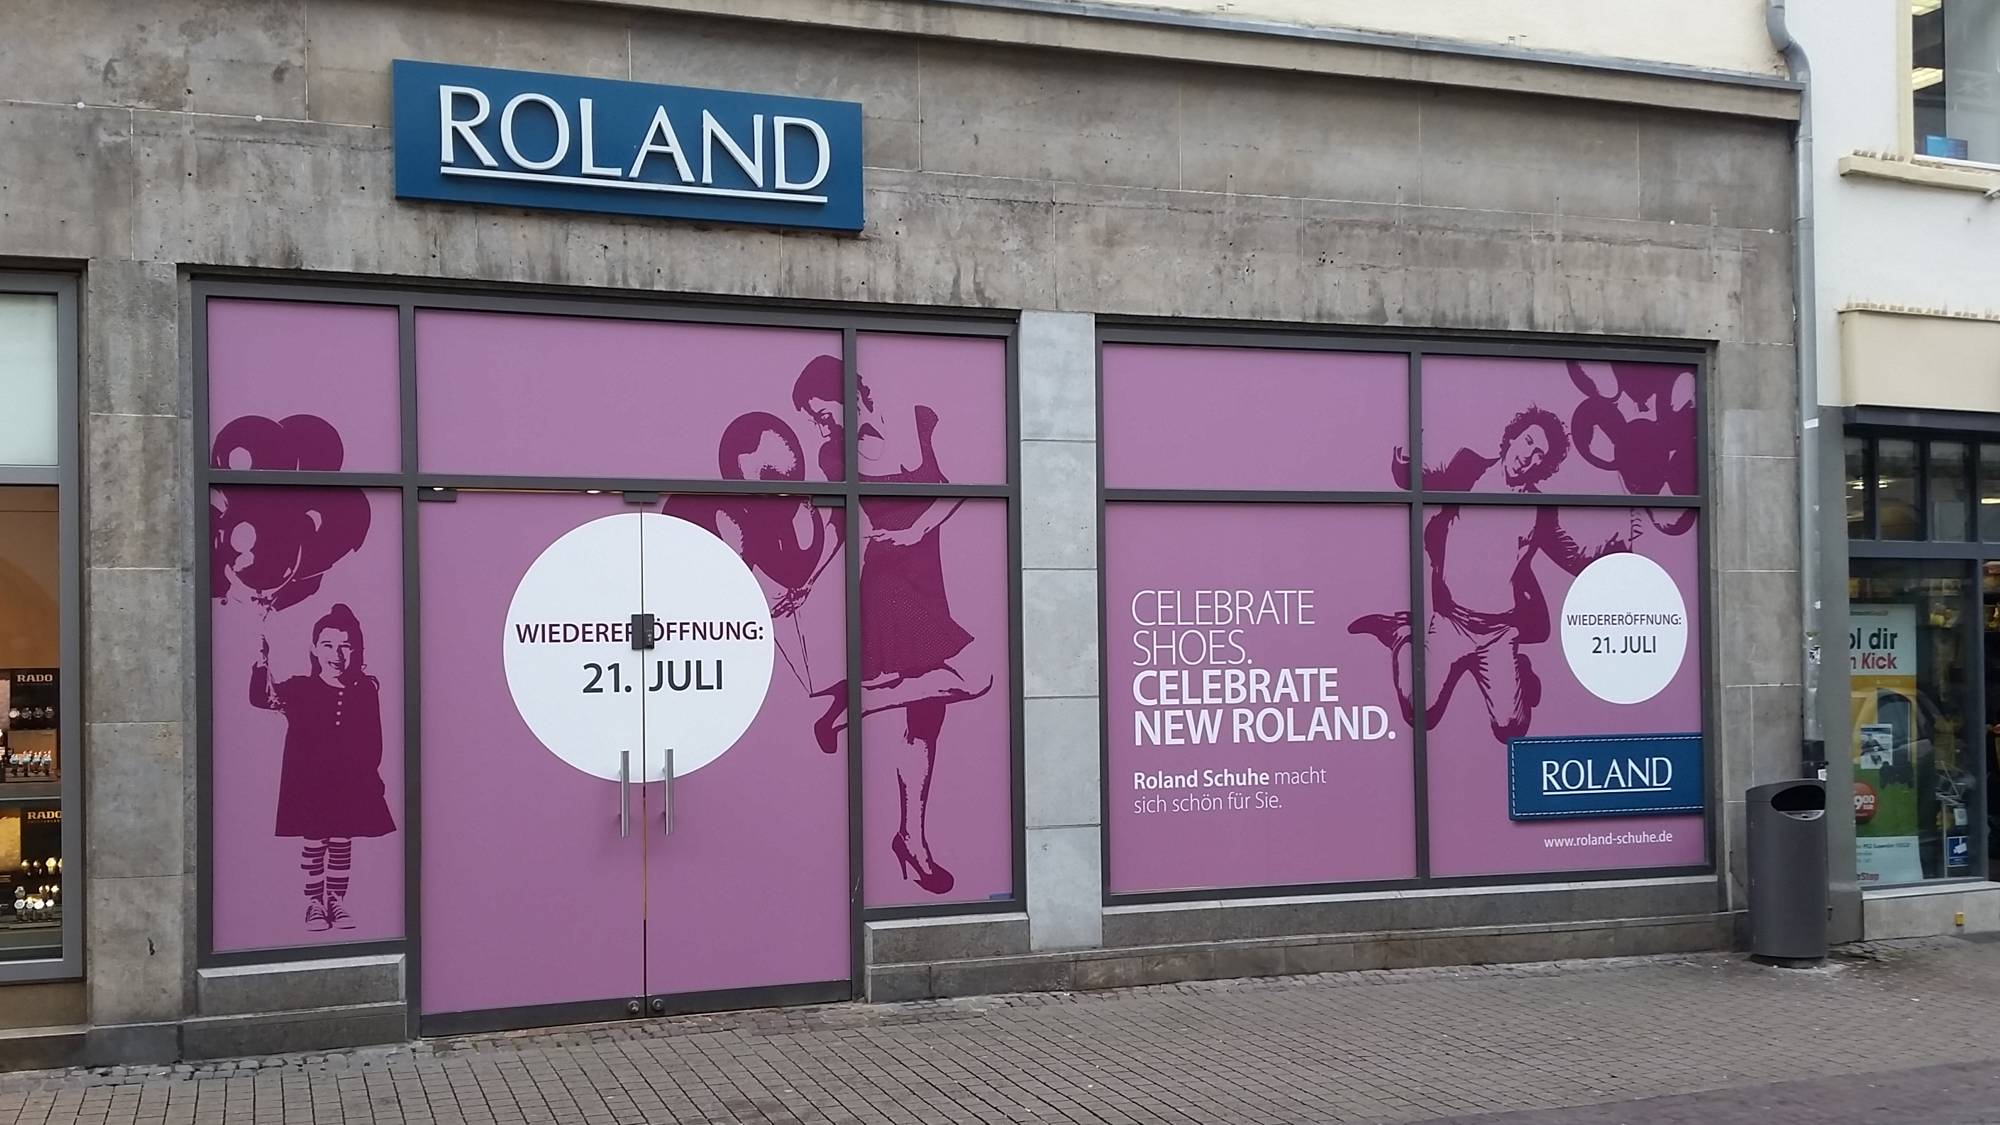 ROLAND
WIEDERERÖFFNUNG:
21. JULI
CELEBRATE
SHOES.
CELEBRATE
NEW ROLAND.
Roland Schuhe macht
sich schön für Sie.
WIEDERERÖFFNUNG:
21. JULI
ROLAND
www.roland-schuhe.de
RADO
RADO
ol dir
n Kick